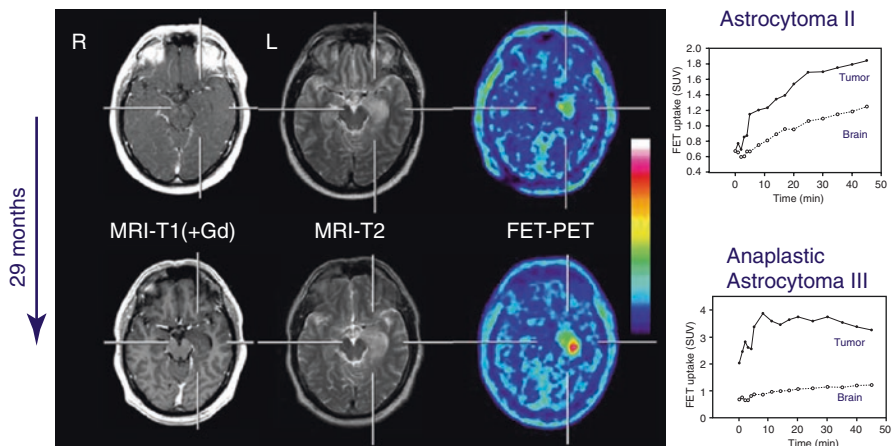 R
L
29 months
MRI-T1(+Gd)
MRI-T2
FET-PET
Astrocytoma II
FET uptake (SUV)
2.0
1.8
1.6
1.4
1.2
1.0
0.8
0.6
0.4
Tumor
Brain
0 10 20 30 40 50
Time (min)
Anaplastic
Astrocytoma III
FET uptake (SUV)
4
3
2
1
0
Tumor
Brain
0 10 20 30 40 50
Time (min)